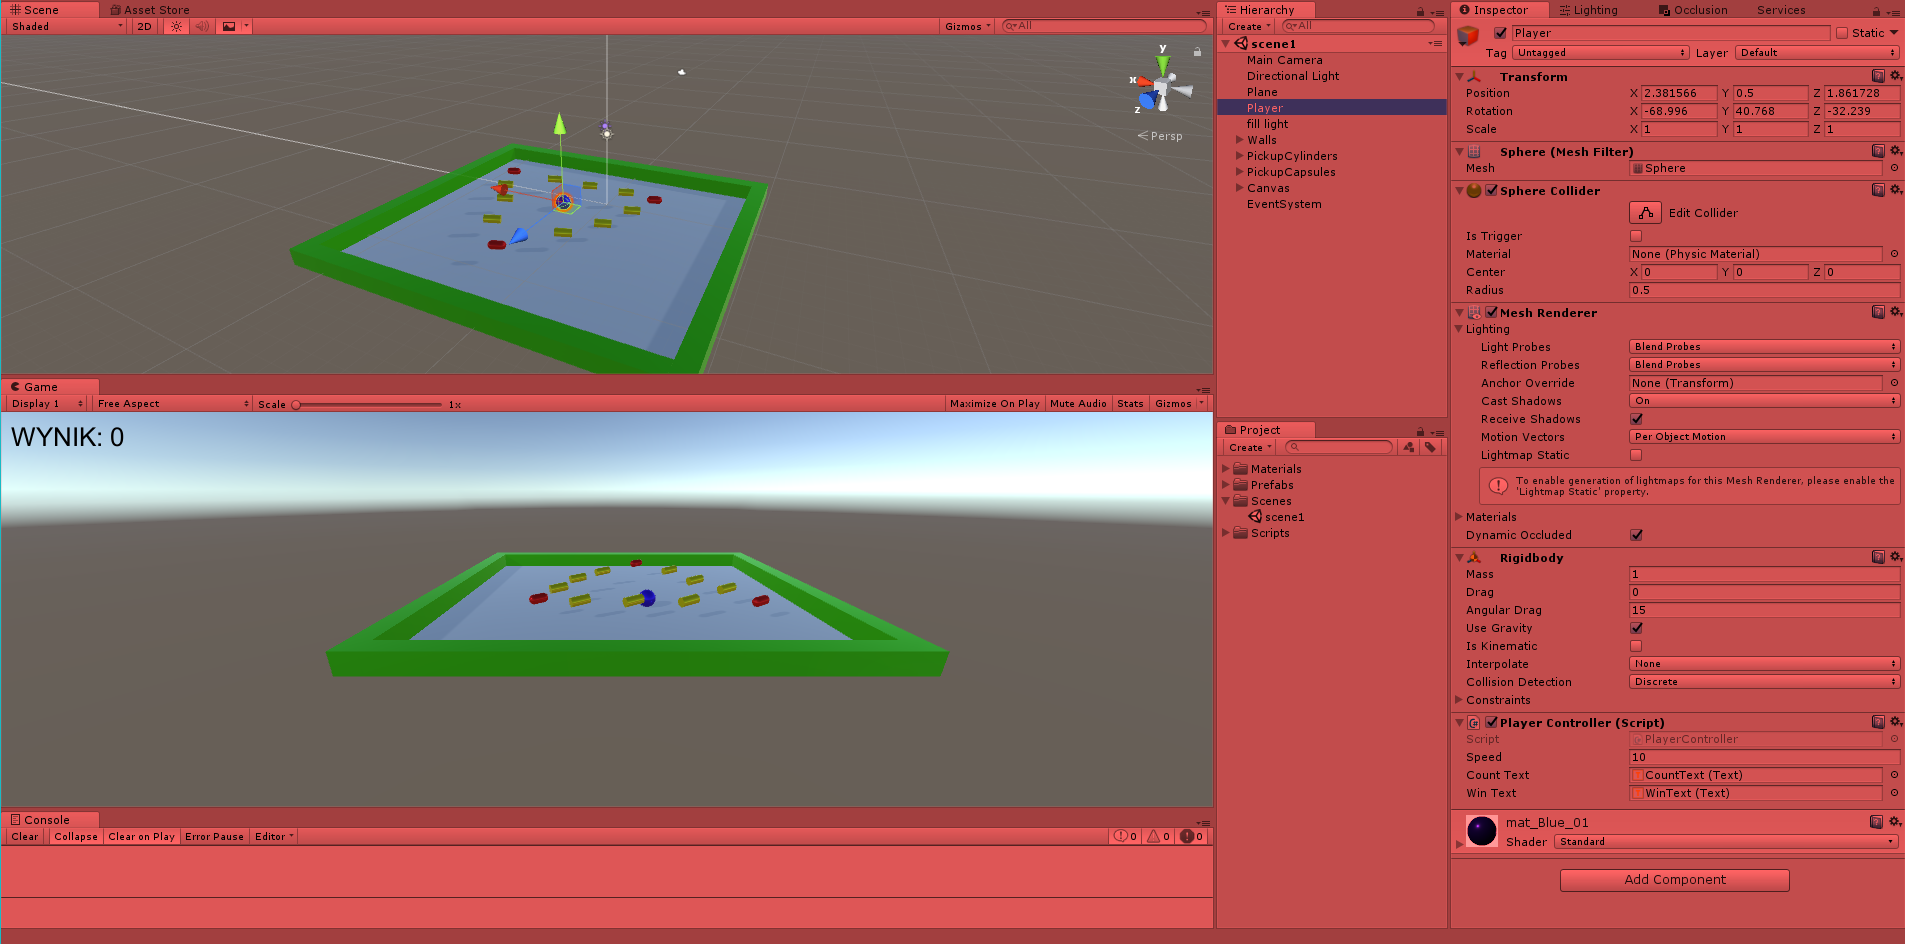 Scene
Asset Store
Shaded
2D
Gizmos
All
y
x
z
Persp
Game
Display 1
Free Aspect
Scale
1x
Maximize On Play
Mute Audio
Stats
Gizmos
WYNIK: 0
Console
Clear
Collapse
Clear on Play
Error Pause
Editor
0
0
0
Hierarchy
Create
All
scene1
Main Camera
Directional Light
Plane
Player
fill light
Walls
PickupCylinders
PickupCapsules
Canvas
EventSystem
Project
Create
Materials
Prefabs
Scenes
scene1
Scripts
Inspector
Lighting
Occlusion
Services
Player
Static
Tag Untagged Layer Default
Transform
Position X 2.381566 Y 0.5 Z 1.861728
Rotation X -68.996 Y 40.768 Z -32.239
Scale X 1 Y 1 Z 1
Sphere (Mesh Filter)
Mesh Sphere
Sphere Collider
Edit Collider
Is Trigger
Material None (Physic Material)
Center X 0 Y 0 Z 0
Radius 0.5
Mesh Renderer
Lighting
Light Probes Blend Probes
Reflection Probes Blend Probes
Anchor Override None (Transform)
Cast Shadows On
Receive Shadows
Motion Vectors Per Object Motion
Lightmap Static
To enable generation of lightmaps for this Mesh Renderer, please enable the
'Lightmap Static' property.
Materials
Dynamic Occluded
Rigidbody
Mass 1
Drag 0
Angular Drag 15
Use Gravity
Is Kinematic
Interpolate None
Collision Detection Discrete
Constraints
Player Controller (Script)
Script PlayerController
Speed 10
Count Text CountText (Text)
Win Text WinText (Text)
mat_Blue_01
Shader Standard
Add Component